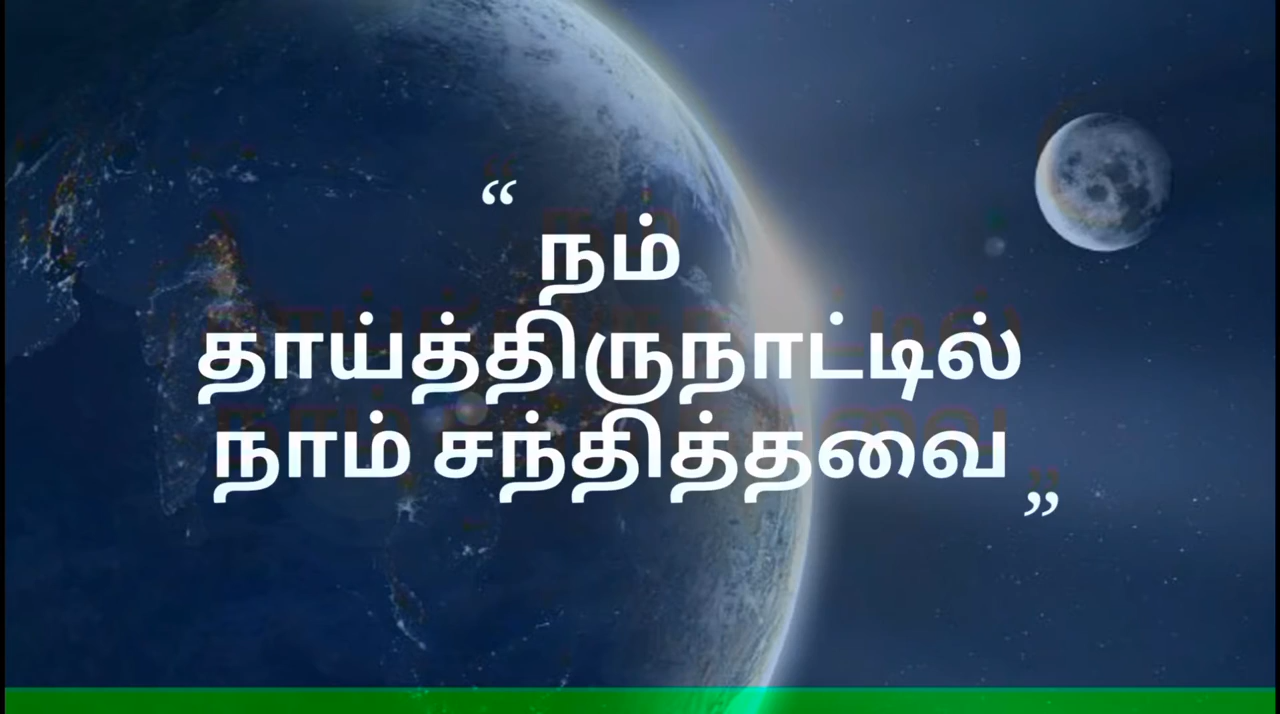 “ நம்
தாய்த்திருநாட்டில்
நாம் சந்தித்தவை ”